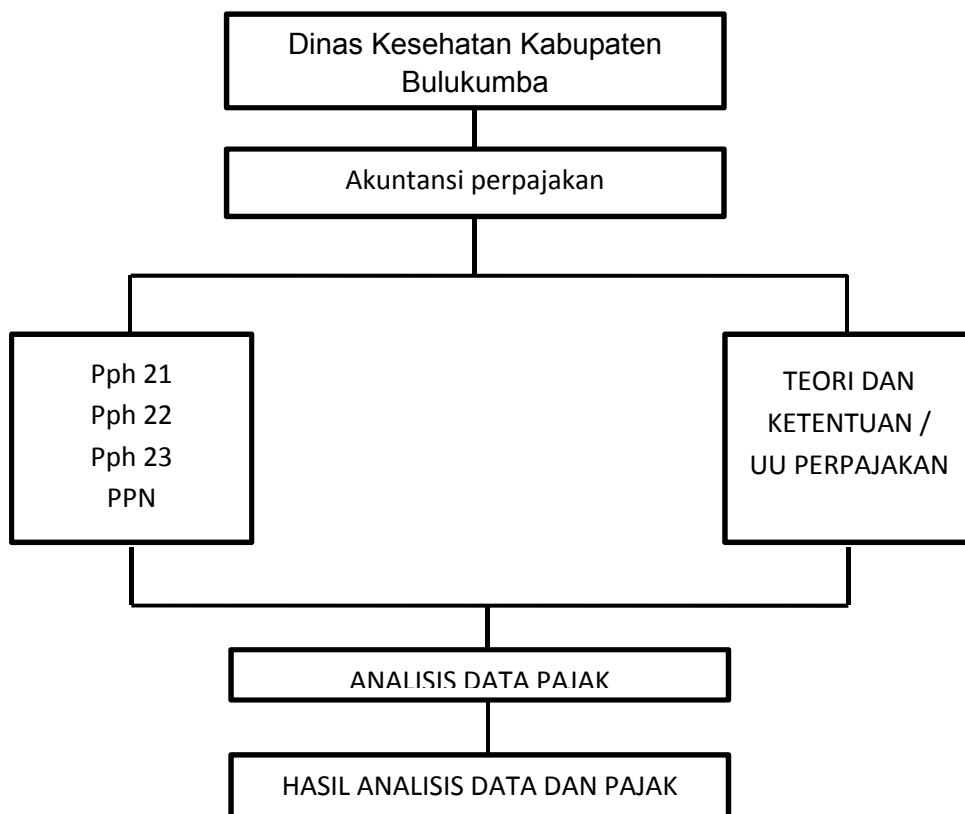 Dinas Kesehatan Kabupaten
Bulukumba
Akuntansi perpajakan
Pph 21
Pph 22
Pph 23
PPN
TEORI DAN
KETENTUAN /
UU PERPAJAKAN
ANALISIS DATA PAJAK
HASIL ANALISIS DATA DAN PAJAK